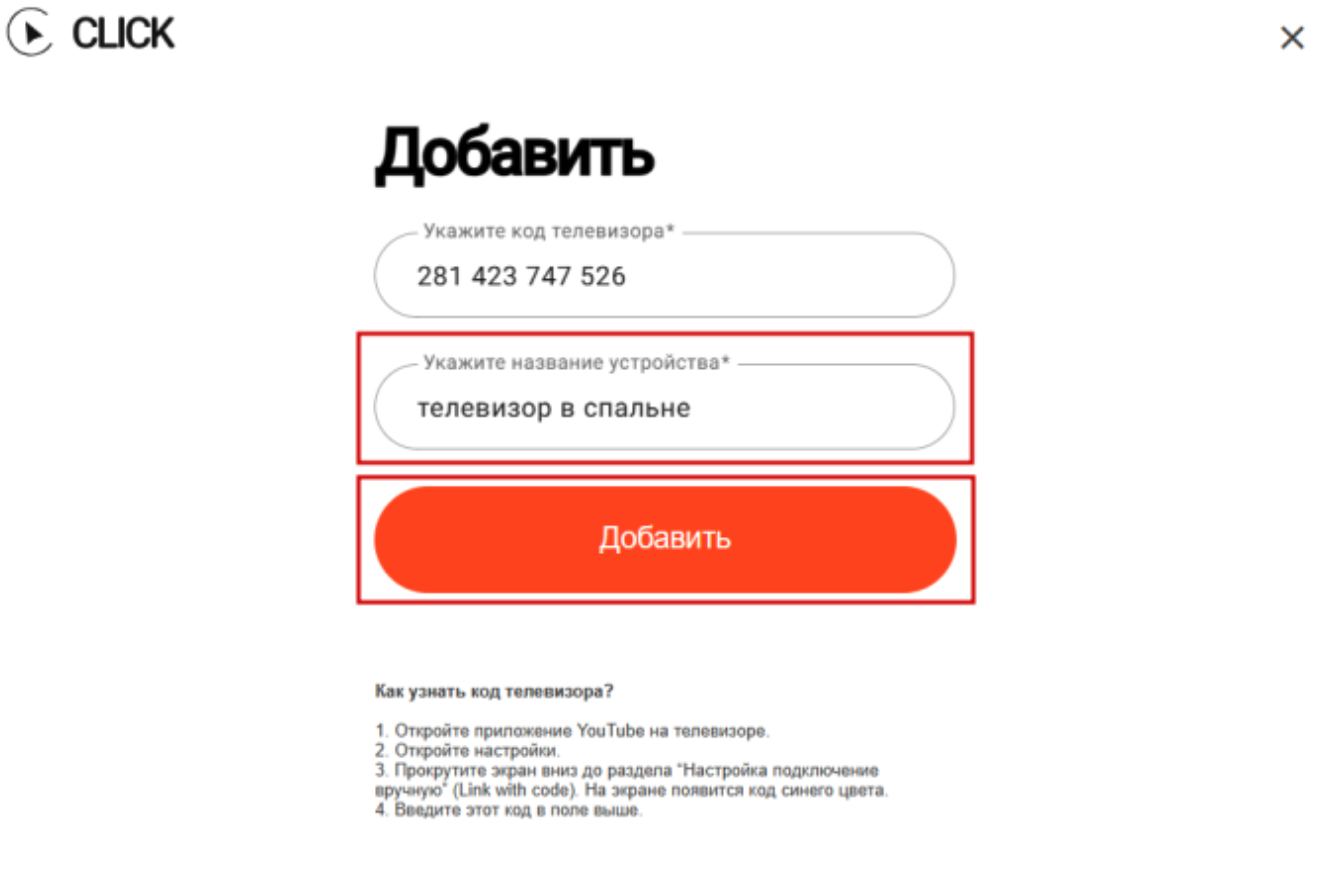 CLICK
Добавить
Укажите код телевизора*
281 423 747 526
Укажите название устройства*
телевизор в спальне
Добавить
Как узнать код телевизора?
1. Откройте приложение YouTube на телевизоре.
2. Откройте настройки.
3. Прокрутите экран вниз до раздела "Настройка подключение
вручную" (Link with code). На экране появится код синего цвета.
4. Введите этот код в поле выше.